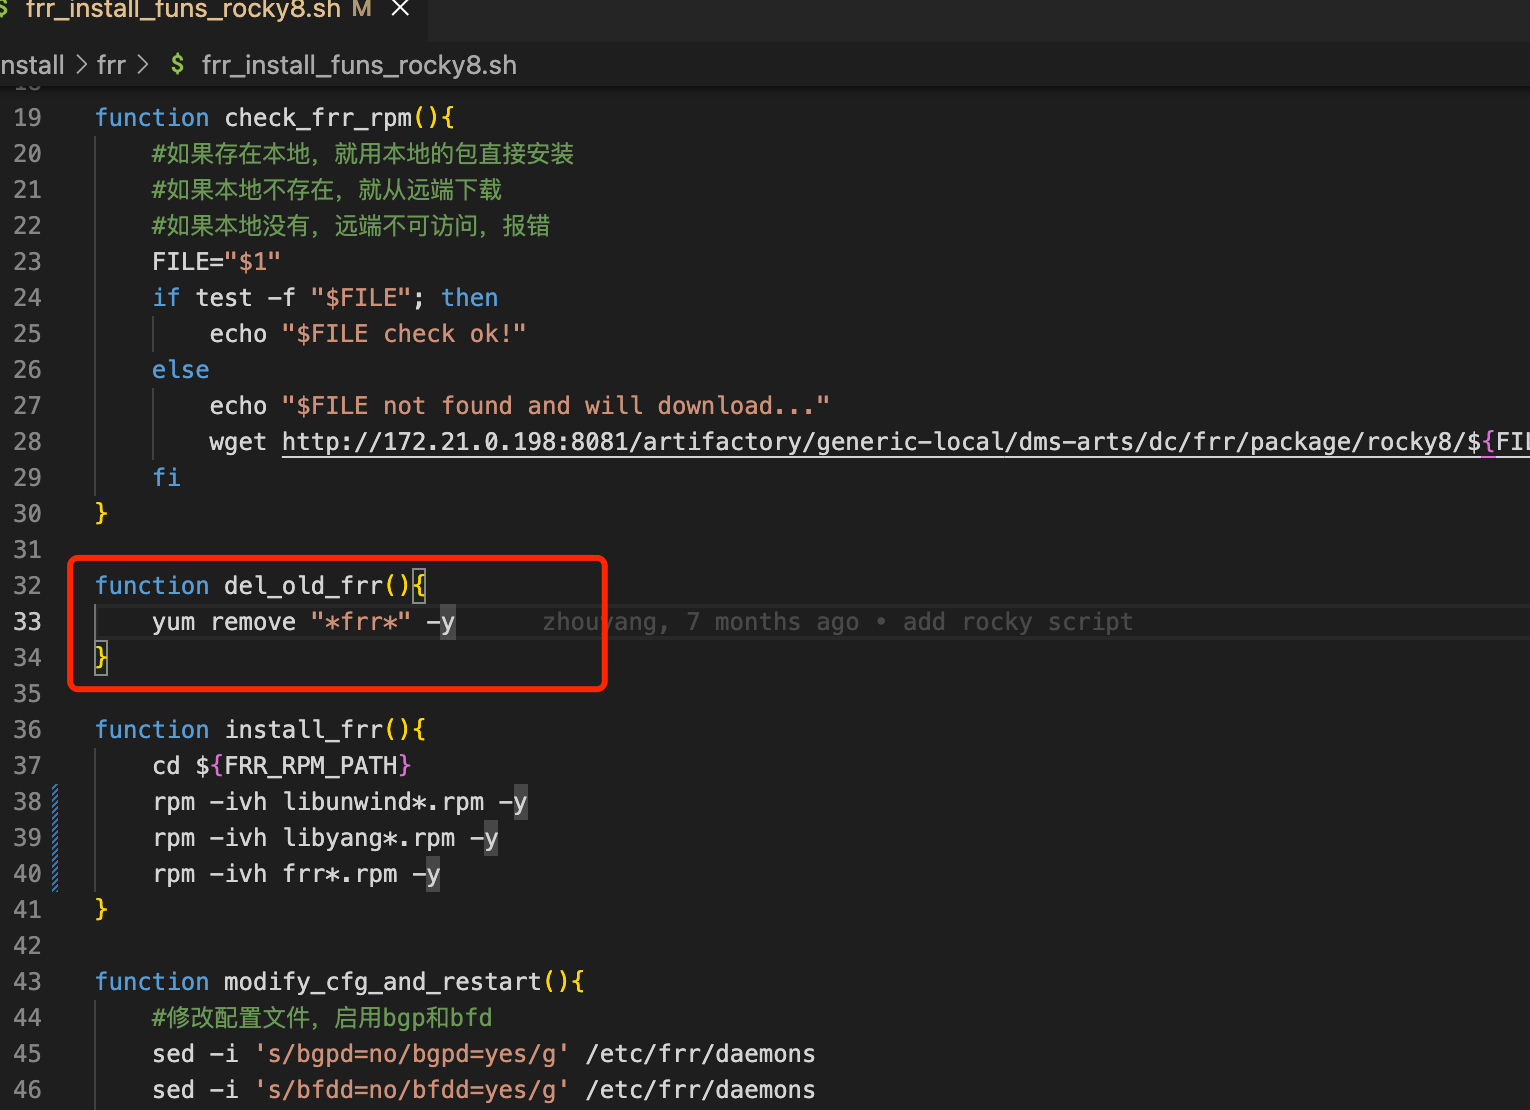 $ frr_install_funs_rocky8.sh M ×
nstall > frr > $ frr_install_funs_rocky8.sh
18
19 function check_frr_rpm(){
20 #如果存在本地，就用本地的包直接安装
21 #如果本地不存在，就从远端下载
22 #如果本地没有，远端不可访问，报错
23 FILE="$1"
24 if test -f "$FILE"; then
25 echo "$FILE check ok!"
26 else
27 echo "$FILE not found and will download..."
28 wget http://172.21.0.198:8081/artifactory/generic-local/dms-arts/dc/frr/package/rocky8/${FIL
29 fi
30 }
31
32 function del_old_frr(){
33 yum remove "*frr*" -y zhouyang, 7 months ago • add rocky script
34 }
35
36 function install_frr(){
37 cd ${FRR_RPM_PATH}
38 rpm -ivh libunwind*.rpm -y
39 rpm -ivh libyang*.rpm -y
40 rpm -ivh frr*.rpm -y
41 }
42
43 function modify_cfg_and_restart(){
44 #修改配置文件，启用bgp和bfd
45 sed -i 's/bgpd=no/bgpd=yes/g' /etc/frr/daemons
46 sed -i 's/bfdd=no/bfdd=yes/g' /etc/frr/daemons